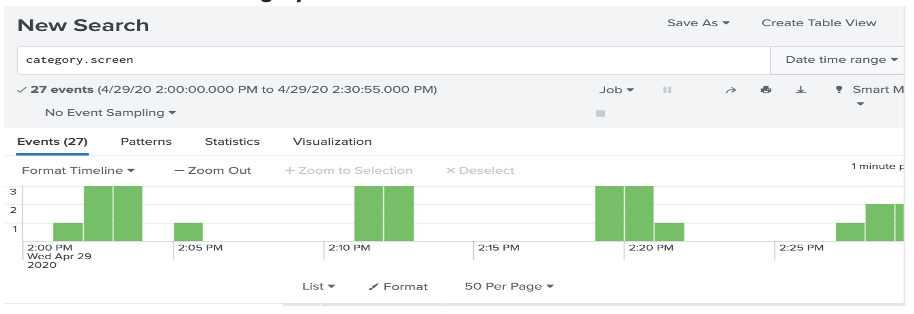 New Search
Save As
Create Table View
category.screen
Date time range
27 events (4/29/20 2:00:00.000 PM to 4/29/20 2:30:55.000 PM)
Job
Smart M
No Event Sampling
Events (27)
Patterns
Statistics
Visualization
Format Timeline
— Zoom Out
+ Zoom to Selection
× Deselect
1 minute p
3
2
1
2:00 PM
Wed Apr 29
2020
2:05 PM
2:10 PM
2:15 PM
2:20 PM
2:25 PM
List
Format
50 Per Page